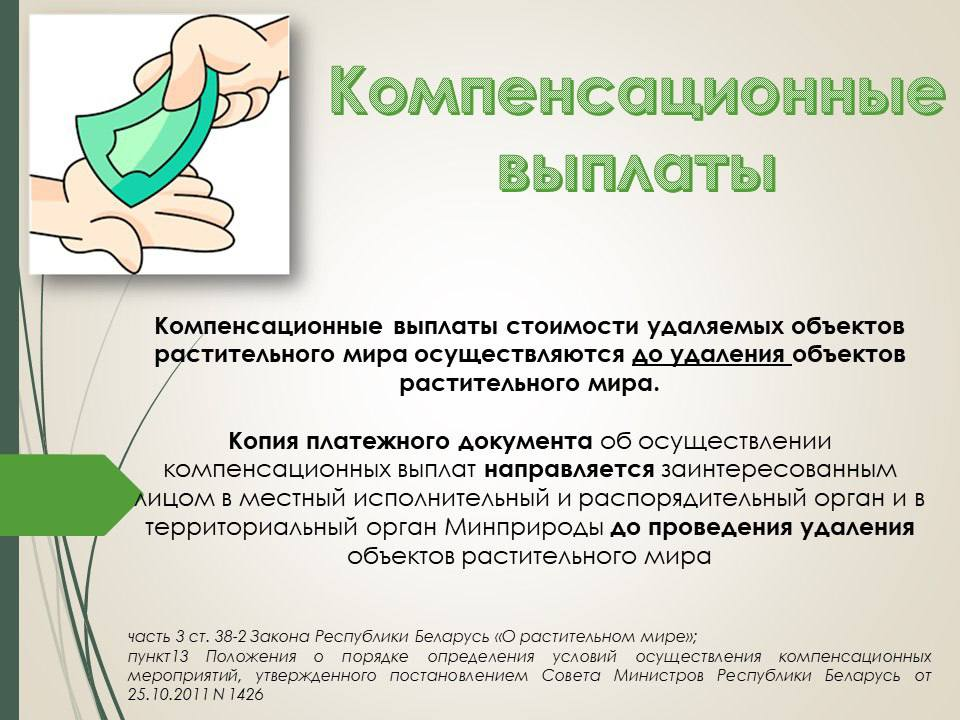 Компенсационные
выплаты
Компенсационные выплаты стоимости удаляемых объектов
растительного мира осуществляются до удаления объектов
растительного мира.
Копия платежного документа об осуществлении
компенсационных выплат направляется заинтересованным
лицом в местный исполнительный и распорядительный орган и в
территориальный орган Минприроды до проведения удаления
объектов растительного мира
часть 3 ст. 38-2 Закона Республики Беларусь «О растительном мире»;
пункт13 Положения о порядке определения условий осуществления компенсационных
мероприятий, утвержденного постановлением Совета Министров Республики Беларусь от
25.10.2011 N 1426